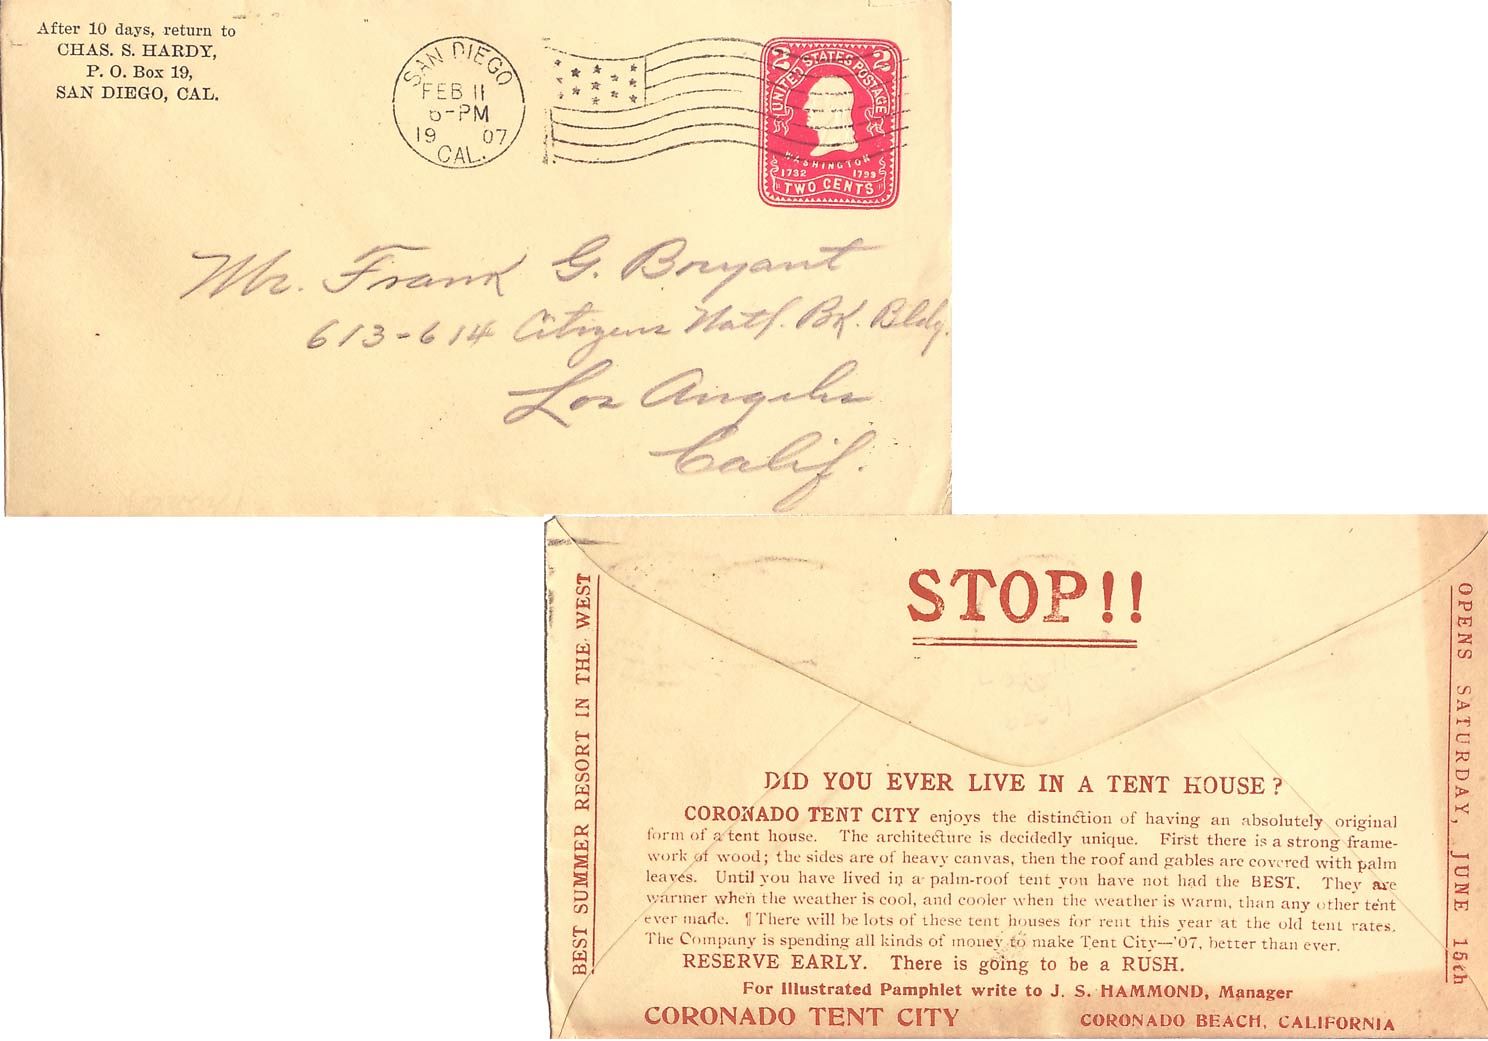 After 10 days, return to
CHAS. S. HARDY,
P. O. Box 19,
SAN DIEGO, CAL.
SAN DIEGO
FEB 11
6-PM
19 07
CAL.
2 2
UNITED STATES POSTAGE
WASHINGTON
1732 1799
TWO CENTS
Mr. Frank G. Bryant
613-614 Citizens Natl. Bk. Bldg.
Los Angeles
Calif.
BEST SUMMER RESORT IN THE WEST
STOP!!
DID YOU EVER LIVE IN A TENT HOUSE?
CORONADO TENT CITY enjoys the distinction of having an absolutely original
form of a tent house. The architecture is decidedly unique. First there is a strong frame-
work of wood; the sides are of heavy canvas, then the roof and gables are covered with palm
leaves. Until you have lived in a palm-roof tent you have not had the BEST. They are
warmer when the weather is cool, and cooler when the weather is warm, than any other tent
ever made. ¶ There will be lots of these tent houses for rent this year at the old tent rates.
The Company is spending all kinds of money to make Tent City—'07, better than ever.
RESERVE EARLY. There is going to be a RUSH.
For Illustrated Pamphlet write to J. S. HAMMOND, Manager
CORONADO TENT CITY CORONADO BEACH, CALIFORNIA
OPENS SATURDAY, JUNE 15th